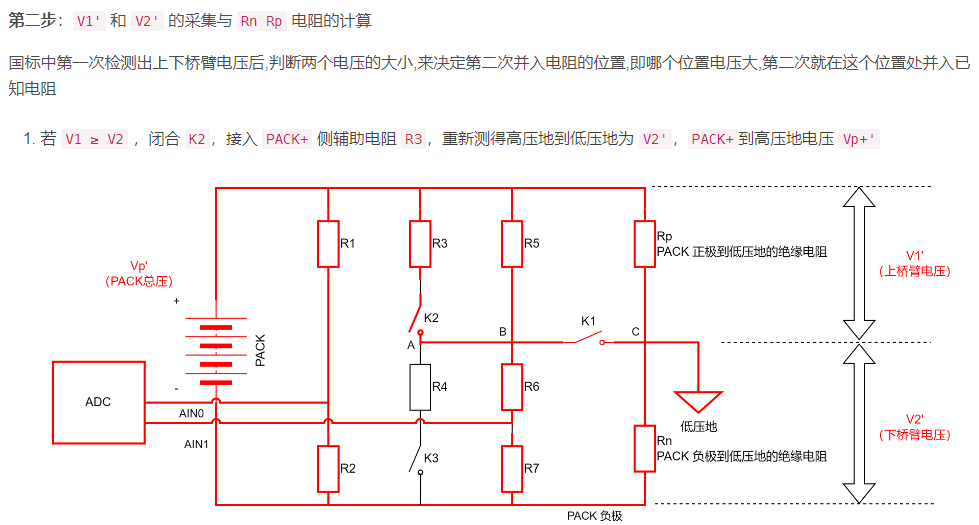 第二步：V1' 和 V2' 的采集与 Rn Rp 电阻的计算
国标中第一次检测出上下桥臂电压后,判断两个电压的大小,来决定第二次并入电阻的位置,即哪个位置电压大,第二次就在这个位置处并入已
知电阻
1. 若 V1 ≥ V2 ，闭合 K2 ，接入 PACK+ 侧辅助电阻 R3 ，重新测得高压地到低压地为 V2' ，PACK+ 到高压地电压 Vp+'
Vp'
(PACK总压)
+
-
PACK
ADC
AIN0
AIN1
R1
R2
R3
K2
A
R4
K3
R5
B
R6
R7
K1
C
Rp
PACK 正极到低压地的绝缘电阻
低压地
Rn
PACK 负极到低压地的绝缘电阻
V1'
(上桥臂电压)
V2'
(下桥臂电压)
PACK 负极